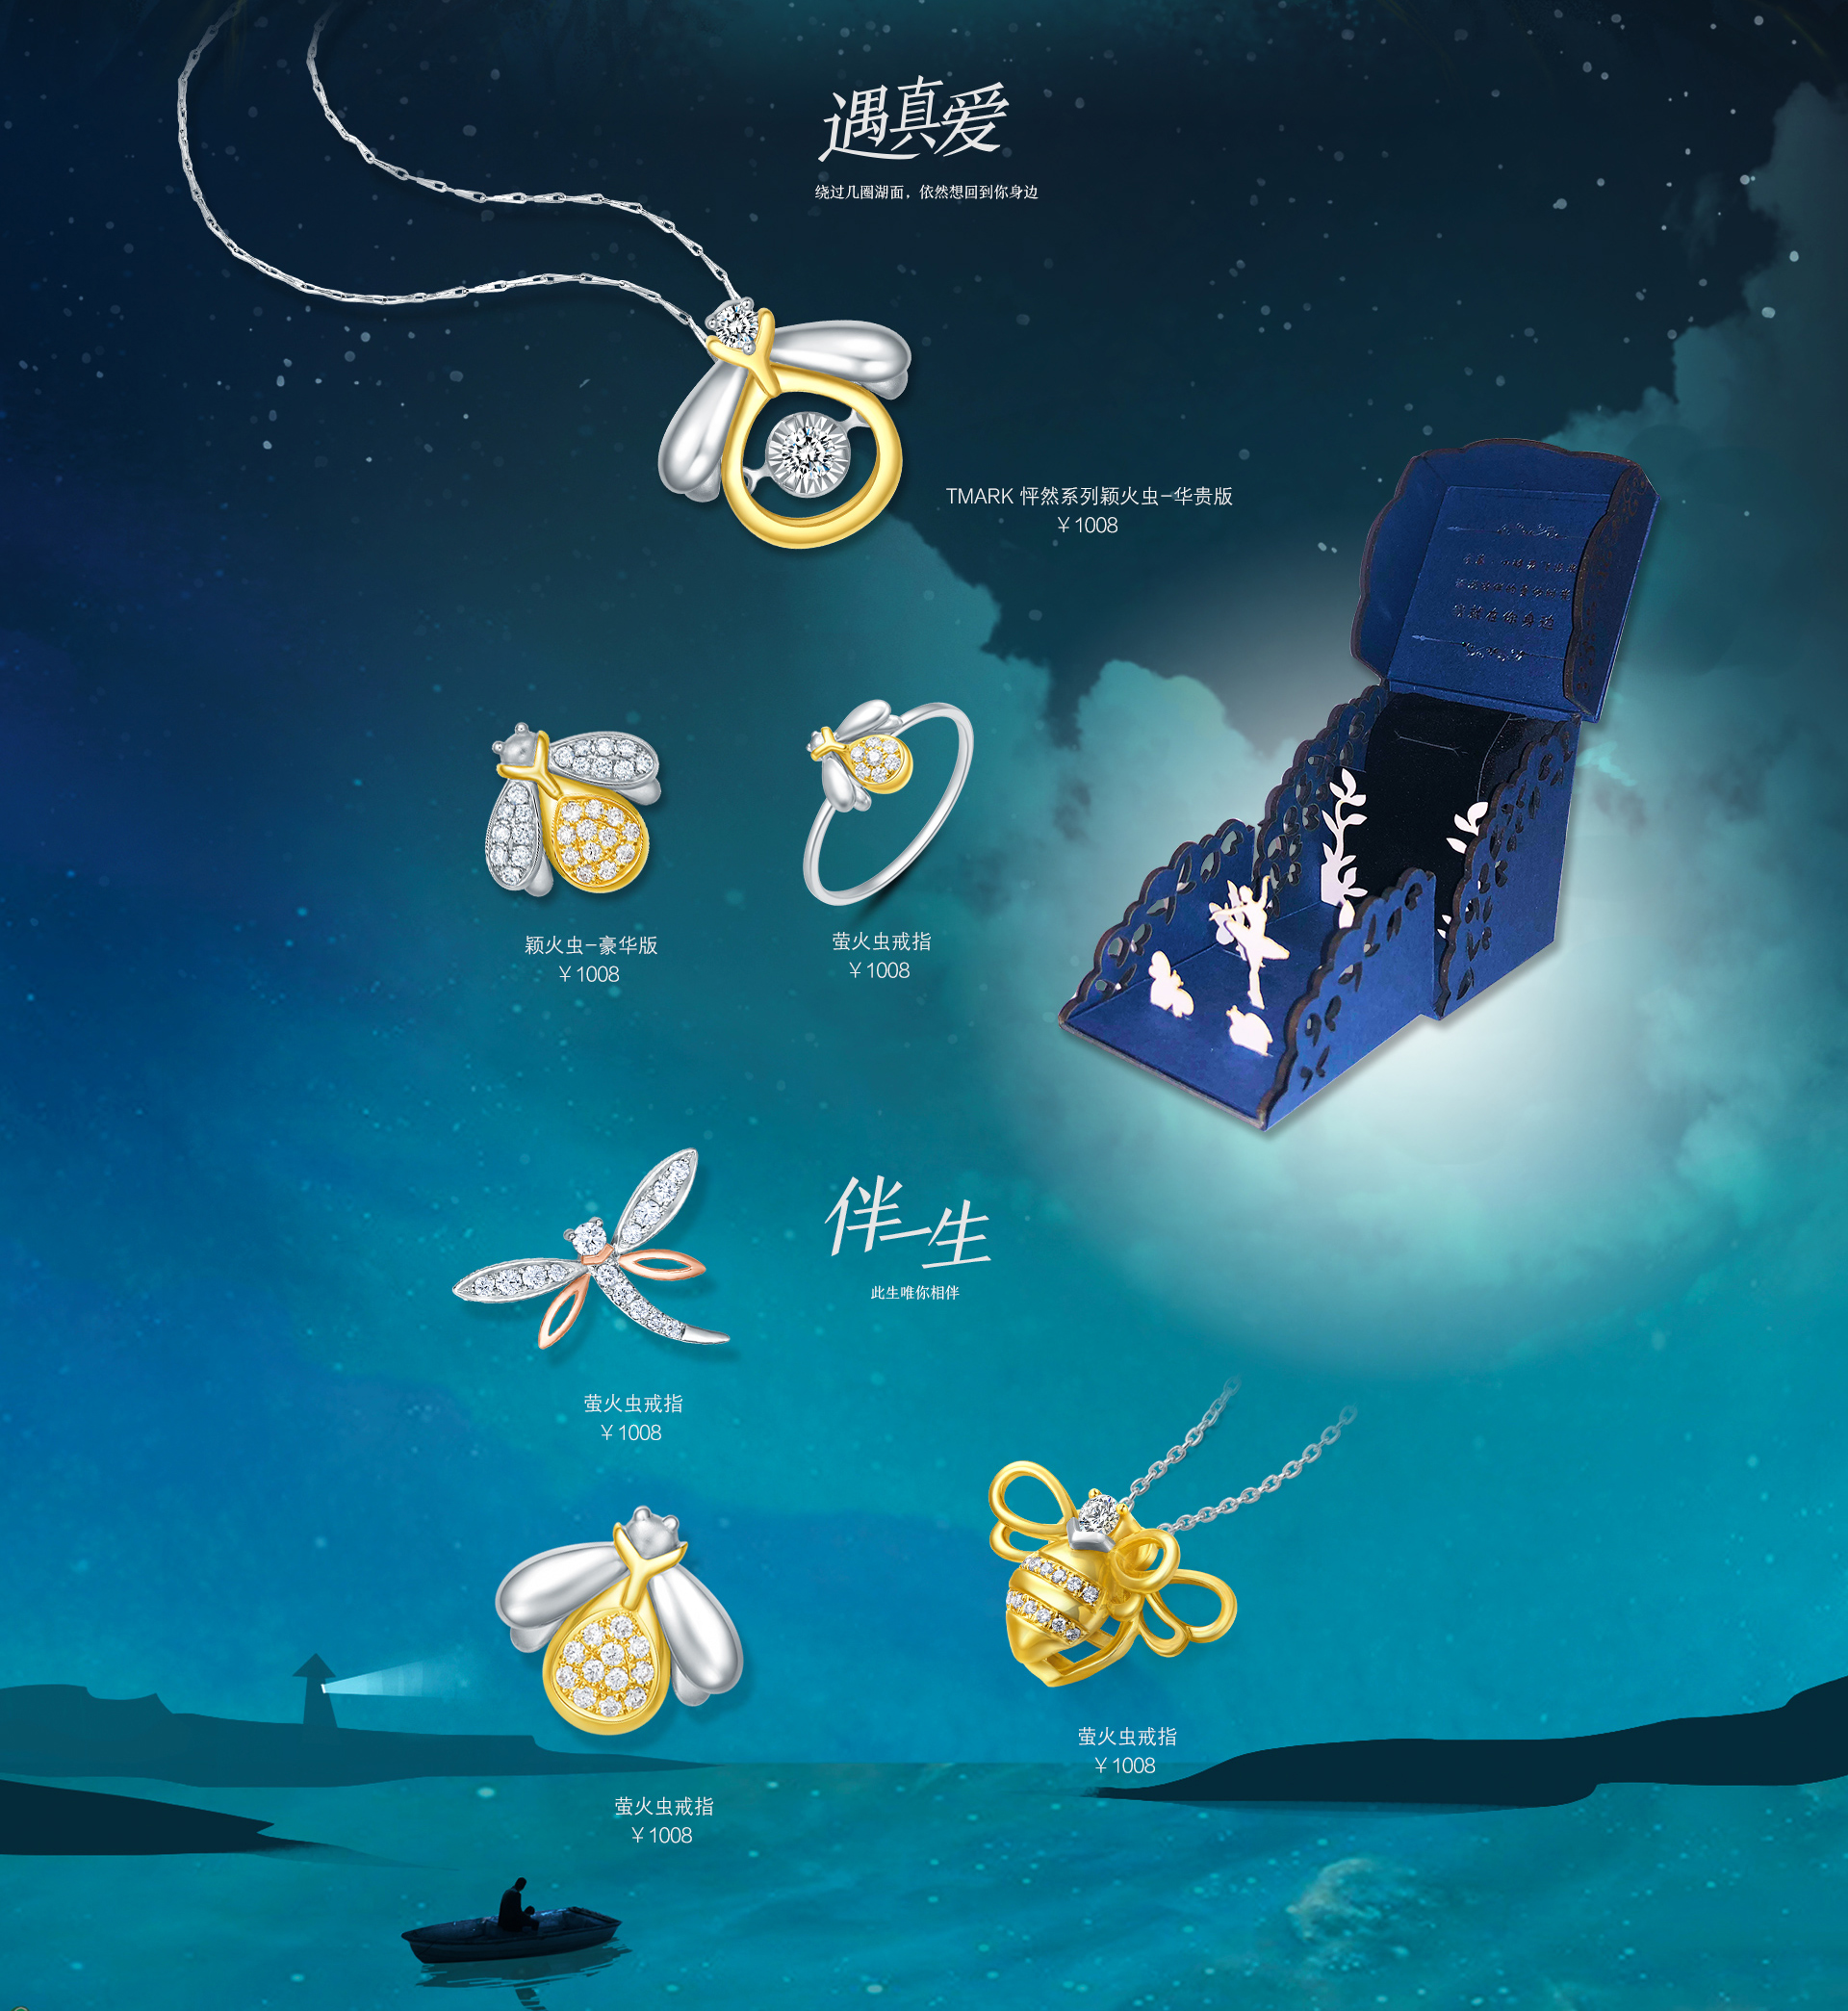 遇真爱
绕过几圈湖面，依然想回到你身边
TMARK 怦然系列颖火虫-华贵版
￥1008
颖火虫-豪华版
￥1008
萤火虫戒指
￥1008
伴一生
此生唯你相伴
萤火虫戒指
￥1008
萤火虫戒指
￥1008
萤火虫戒指
￥1008